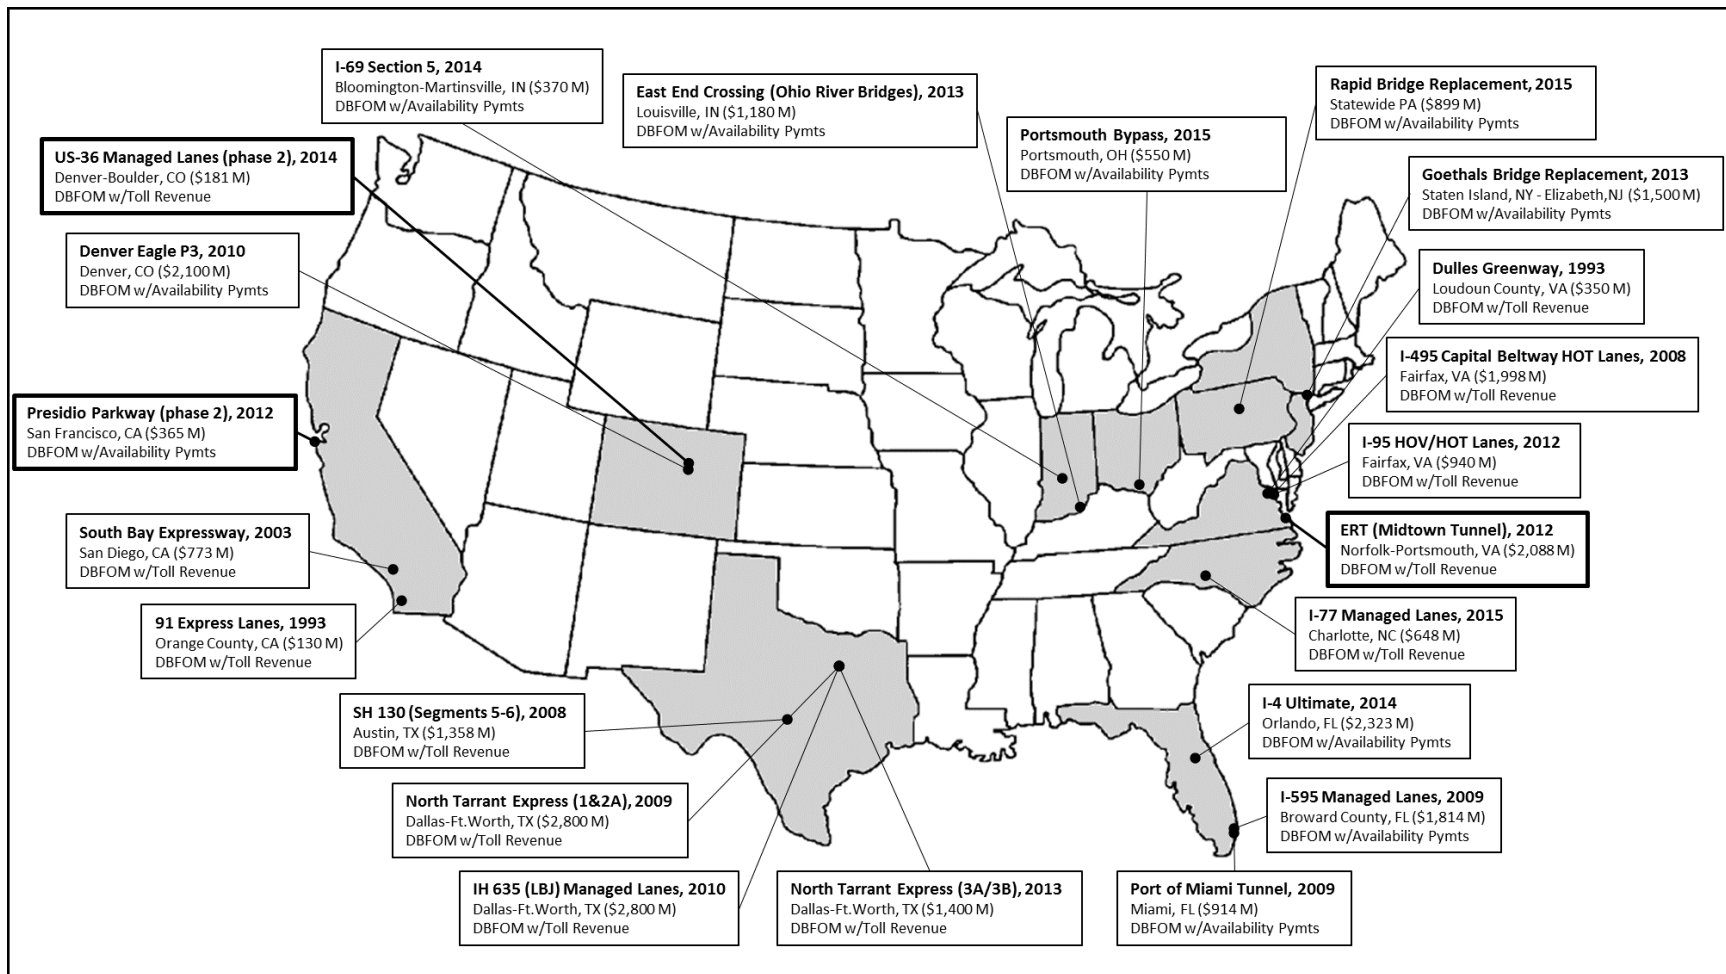 I-69 Section 5, 2014
Bloomington-Martinsville, IN ($370 M)
DBFOM w/Availability Pymts
East End Crossing (Ohio River Bridges), 2013
Louisville, IN ($1,180 M)
DBFOM w/Availability Pymts
Rapid Bridge Replacement, 2015
Statewide PA ($899 M)
DBFOM w/Availability Pymts
Portsmouth Bypass, 2015
Portsmouth, OH ($550 M)
DBFOM w/Availability Pymts
US-36 Managed Lanes (phase 2), 2014
Denver-Boulder, CO ($181 M)
DBFOM w/Toll Revenue
Goethals Bridge Replacement, 2013
Staten Island, NY - Elizabeth,NJ ($1,500 M)
DBFOM w/Availability Pymts
Denver Eagle P3, 2010
Denver, CO ($2,100 M)
DBFOM w/Availability Pymts
Dulles Greenway, 1993
Loudoun County, VA ($350 M)
DBFOM w/Toll Revenue
I-495 Capital Beltway HOT Lanes, 2008
Fairfax, VA ($1,998 M)
DBFOM w/Toll Revenue
Presidio Parkway (phase 2), 2012
San Francisco, CA ($365 M)
DBFOM w/Availability Pymts
I-95 HOV/HOT Lanes, 2012
Fairfax, VA ($940 M)
DBFOM w/Toll Revenue
South Bay Expressway, 2003
San Diego, CA ($773 M)
DBFOM w/Toll Revenue
ERT (Midtown Tunnel), 2012
Norfolk-Portsmouth, VA ($2,088 M)
DBFOM w/Toll Revenue
91 Express Lanes, 1993
Orange County, CA ($130 M)
DBFOM w/Toll Revenue
I-77 Managed Lanes, 2015
Charlotte, NC ($648 M)
DBFOM w/Toll Revenue
SH 130 (Segments 5-6), 2008
Austin, TX ($1,358 M)
DBFOM w/Toll Revenue
I-4 Ultimate, 2014
Orlando, FL ($2,323 M)
DBFOM w/Availability Pymts
North Tarrant Express (1&2A), 2009
Dallas-Ft.Worth, TX ($2,800 M)
DBFOM w/Toll Revenue
I-595 Managed Lanes, 2009
Broward County, FL ($1,814 M)
DBFOM w/Availability Pymts
IH 635 (LBJ) Managed Lanes, 2010
Dallas-Ft.Worth, TX ($2,800 M)
DBFOM w/Toll Revenue
North Tarrant Express (3A/3B), 2013
Dallas-Ft.Worth, TX ($1,400 M)
DBFOM w/Toll Revenue
Port of Miami Tunnel, 2009
Miami, FL ($914 M)
DBFOM w/Availability Pymts